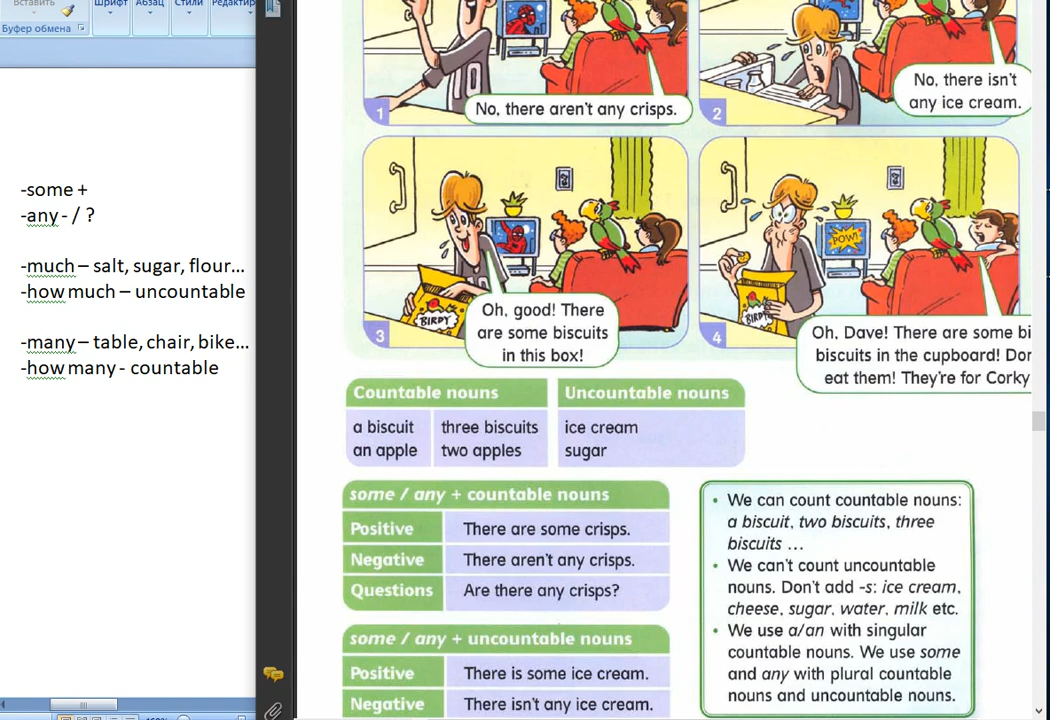 Вставить
Шрифт
Абзац
Стили
Буфер обмена
-some +
-any - / ?
-much – salt, sugar, flour...
-how much – uncountable
-many – table, chair, bike...
-how many - countable
No, there aren't any crisps.
1
No, there isn't
any ice cream.
2
BIRPY
Oh, good! There
are some biscuits
in this box!
3
POW!
BIRPY
Oh, Dave! There are some bi
biscuits in the cupboard! Don
eat them! They're for Corky
4
Countable nouns
a biscuit three biscuits
an apple two apples
Uncountable nouns
ice cream
sugar
some / any + countable nouns
Positive There are some crisps.
Negative There aren't any crisps.
Questions Are there any crisps?
some / any + uncountable nouns
Positive There is some ice cream.
Negative There isn't any ice cream.
• We can count countable nouns:
a biscuit, two biscuits, three
biscuits ...
• We can't count uncountable
nouns. Don't add -s: ice cream,
cheese, sugar, water, milk etc.
• We use a/an with singular
countable nouns. We use some
and any with plural countable
nouns and uncountable nouns.